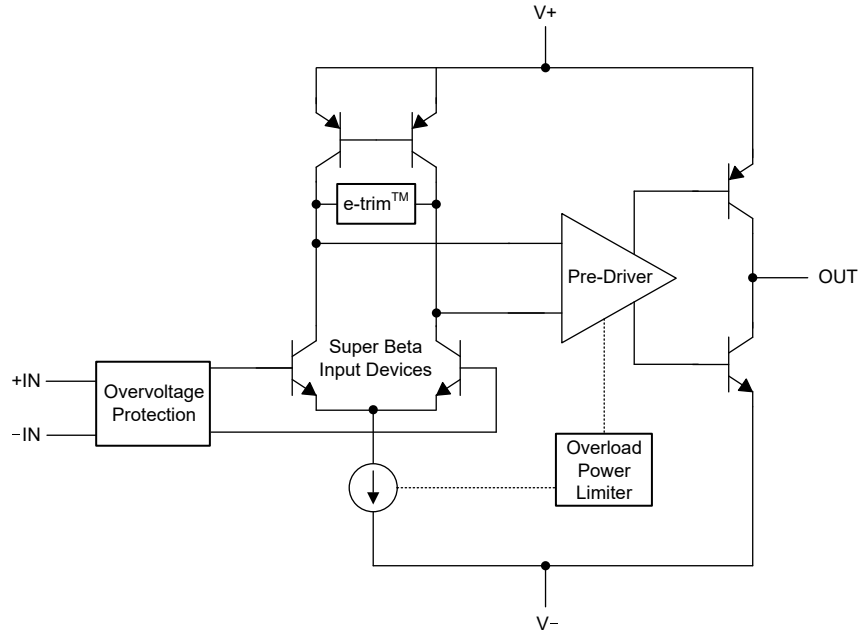 V+
e-trim™
Pre-Driver
OUT
Super Beta
Input Devices
+IN
Overvoltage
Protection
−IN
Overload
Power
Limiter
V−